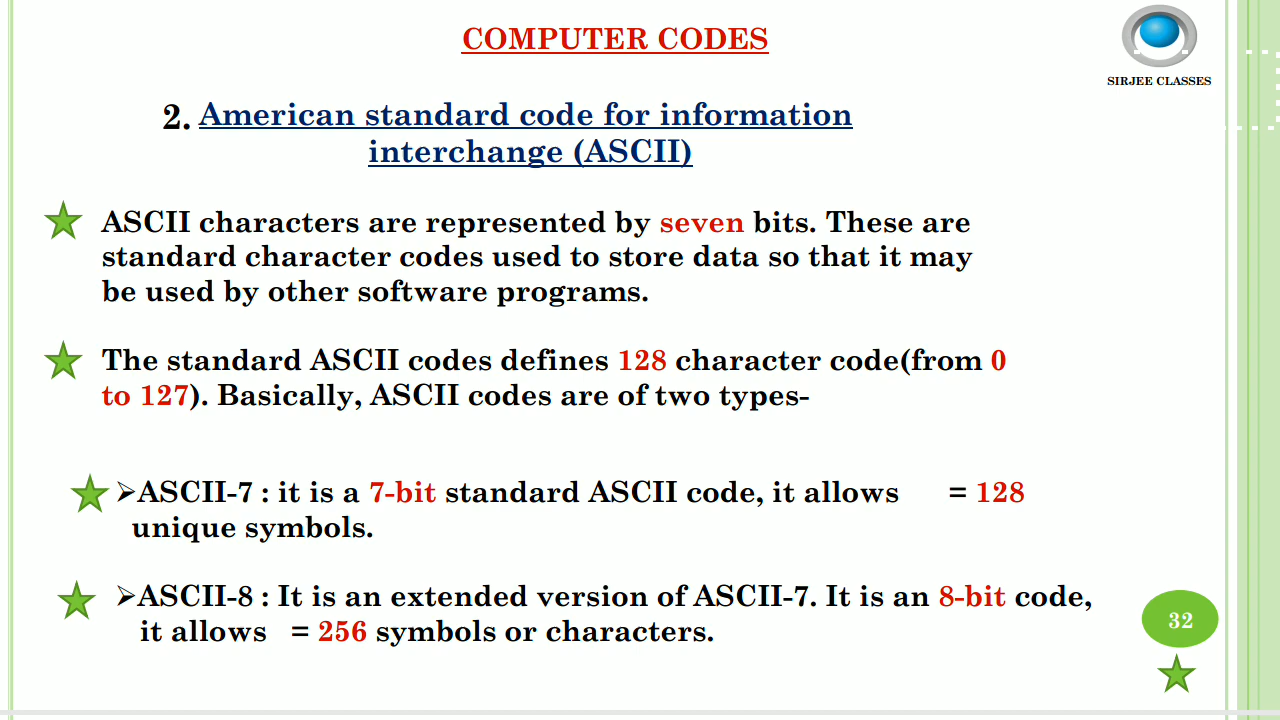 COMPUTER CODES
SIRJEE CLASSES
2. American standard code for information
interchange (ASCII)
ASCII characters are represented by seven bits. These are
standard character codes used to store data so that it may
be used by other software programs.
The standard ASCII codes defines 128 character code(from 0
to 127). Basically, ASCII codes are of two types-
➢ASCII-7 : it is a 7-bit standard ASCII code, it allows = 128
unique symbols.
➢ASCII-8 : It is an extended version of ASCII-7. It is an 8-bit code,
it allows = 256 symbols or characters.
32